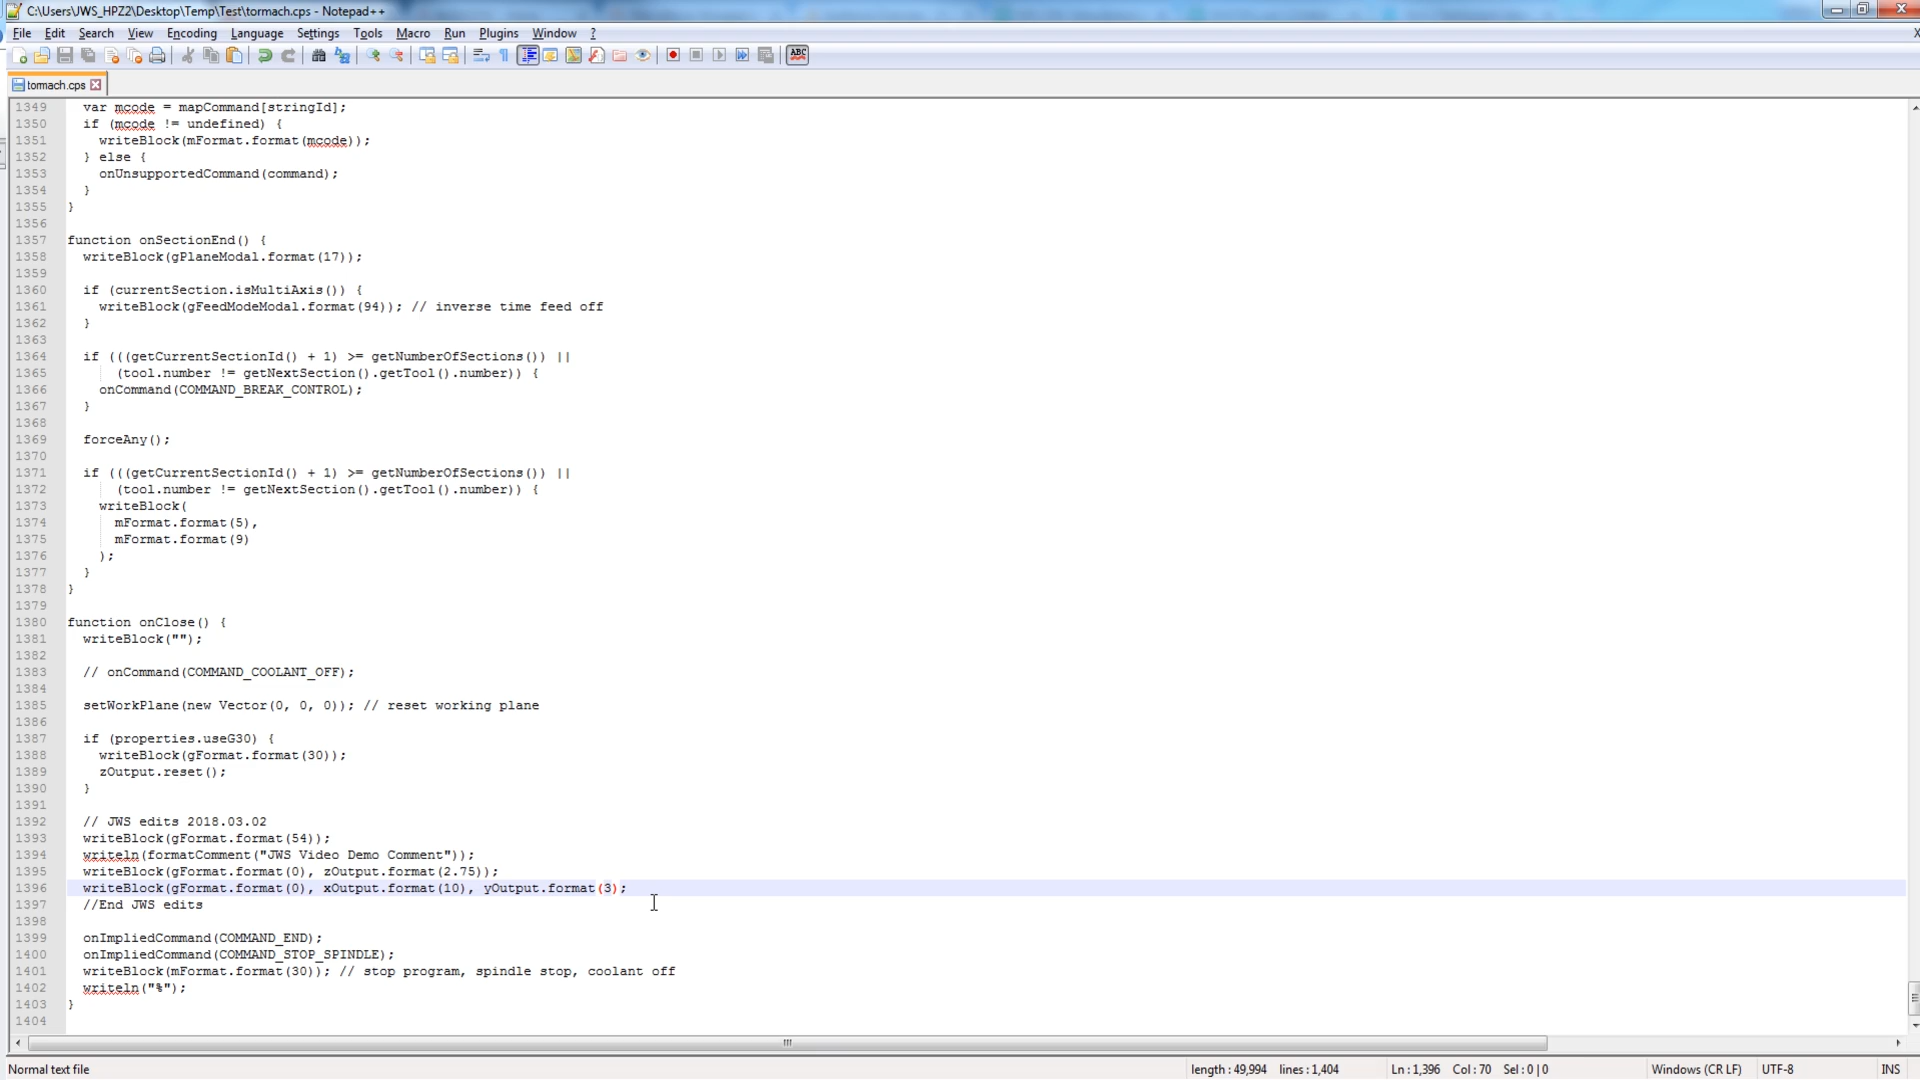 C:\Users\JWS_HPZ2\Desktop\Temp\Test\tormach.cps - Notepad++
File Edit Search View Encoding Language Settings Tools Macro Run Plugins Window ? X
ABC
tormach.cps
1349 var mcode = mapCommand[stringId];
1350 if (mcode != undefined) {
1351 writeBlock(mFormat.format(mcode));
1352 } else {
1353 onUnsupportedCommand(command);
1354 }
1355 }
1356
1357 function onSectionEnd() {
1358 writeBlock(gPlaneModal.format(17));
1359
1360 if (currentSection.isMultiAxis()) {
1361 writeBlock(gFeedModeModal.format(94)); // inverse time feed off
1362 }
1363
1364 if (((getCurrentSectionId() + 1) >= getNumberOfSections()) ||
1365 (tool.number != getNextSection().getTool().number)) {
1366 onCommand(COMMAND_BREAK_CONTROL);
1367 }
1368
1369 forceAny();
1370
1371 if (((getCurrentSectionId() + 1) >= getNumberOfSections()) ||
1372 (tool.number != getNextSection().getTool().number)) {
1373 writeBlock(
1374 mFormat.format(5),
1375 mFormat.format(9)
1376 );
1377 }
1378 }
1379
1380 function onClose() {
1381 writeBlock("");
1382
1383 // onCommand(COMMAND_COOLANT_OFF);
1384
1385 setWorkPlane(new Vector(0, 0, 0)); // reset working plane
1386
1387 if (properties.useG30) {
1388 writeBlock(gFormat.format(30));
1389 zOutput.reset();
1390 }
1391
1392 // JWS edits 2018.03.02
1393 writeBlock(gFormat.format(54));
1394 writeln(formatComment("JWS Video Demo Comment"));
1395 writeBlock(gFormat.format(0), zOutput.format(2.75));
1396 writeBlock(gFormat.format(0), xOutput.format(10), yOutput.format(3);
1397 //End JWS edits
1398
1399 onImpliedCommand(COMMAND_END);
1400 onImpliedCommand(COMMAND_STOP_SPINDLE);
1401 writeBlock(mFormat.format(30)); // stop program, spindle stop, coolant off
1402 writeln("%");
1403 }
1404
Normal text file length : 49,994 lines : 1,404 Ln : 1,396 Col : 70 Sel : 0 | 0 Windows (CR LF) UTF-8 INS